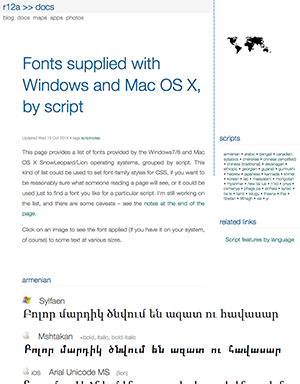 r12a >> docs
blog docs maps apps photos
Fonts supplied with
Windows and Mac OS X,
by script
Updated Wed 15 Oct 2014 • tags scriptnotes
This page provides a list of fonts provided by the Windows7/8 and Mac
OS X SnowLeopard/Lion operating systems, grouped by script. This
kind of list could be used to set font-family styles for CSS, if you want to
be reasonably sure what someone reading a page will see, or it could be
used just to find a font you like for a particular script. I'm still working on
the list, and there are some caveats – see the notes at the end of the
page.
Click on an image to see the font applied (if you have it on your system,
of course) to some text at various sizes.
armenian
Sylfaen
Բոլոր մարդիկ ծնվում են ազատ ու հավասար
Mshtakan +bold, italic, bold-italic
Բոլոր մարդիկ ծնվում են ազատ ու հավասար
iOS Arial Unicode MS (lion)
scripts
armenian • arabic • bengali • canadian
syllabics • cherokee • chinese (simplified)
• chinese (traditional) • devanagari •
ethiopic • georgian • gujarati • gurmukhi
• hebrew • japanese • kannada • khmer
• korean • lao • malayalam • mongolian
• myanmar • new tai lue • n'ko • oriya •
osmanya • phags pa • sinhala • syriac
• tai le • tamil • telugu • thaana • thai •
tibetan • tifinagh • vai • yi
related links
Script features by language